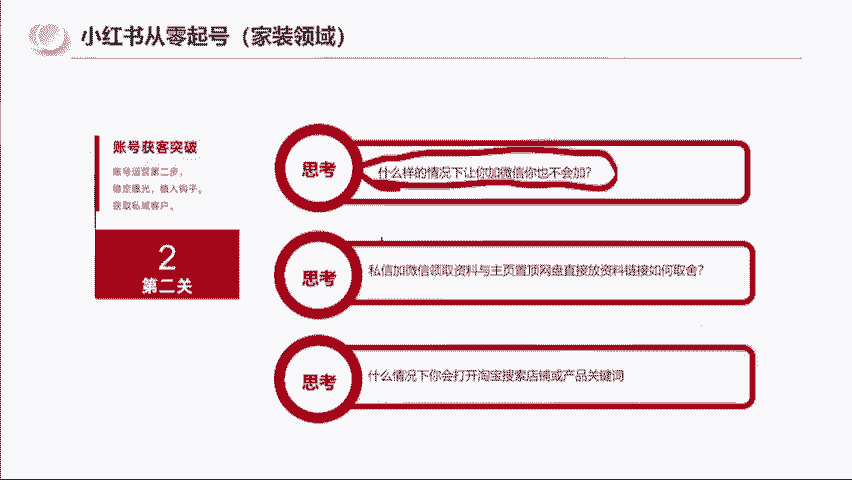 小红书从零起号（家装领域）
账号获客突破
账号运营第二步，
稳定曝光，植入钩子。
获取私域客户。
2
第二关
思考
什么样的情况下让你加微信你也不会加？
思考
私信加微信领取资料与主页置顶网盘直接放资料链接如何取舍？
思考
什么情况下你会打开淘宝搜索店铺或产品关键词